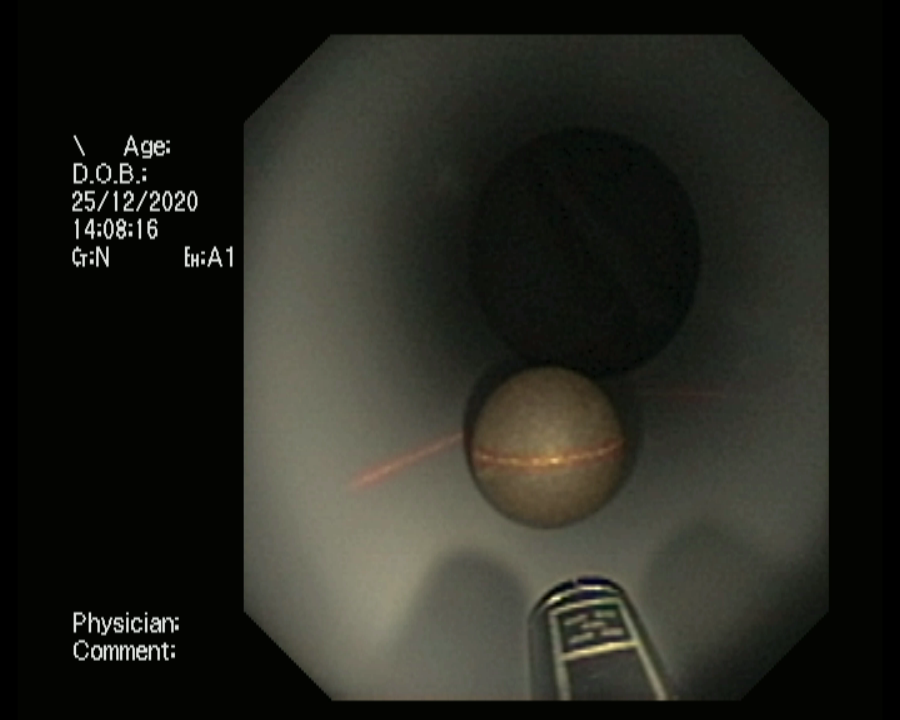 \ Age:
D.O.B.:
25/12/2020
14:08:16
Cr:N EH:A1
Physician:
Comment: